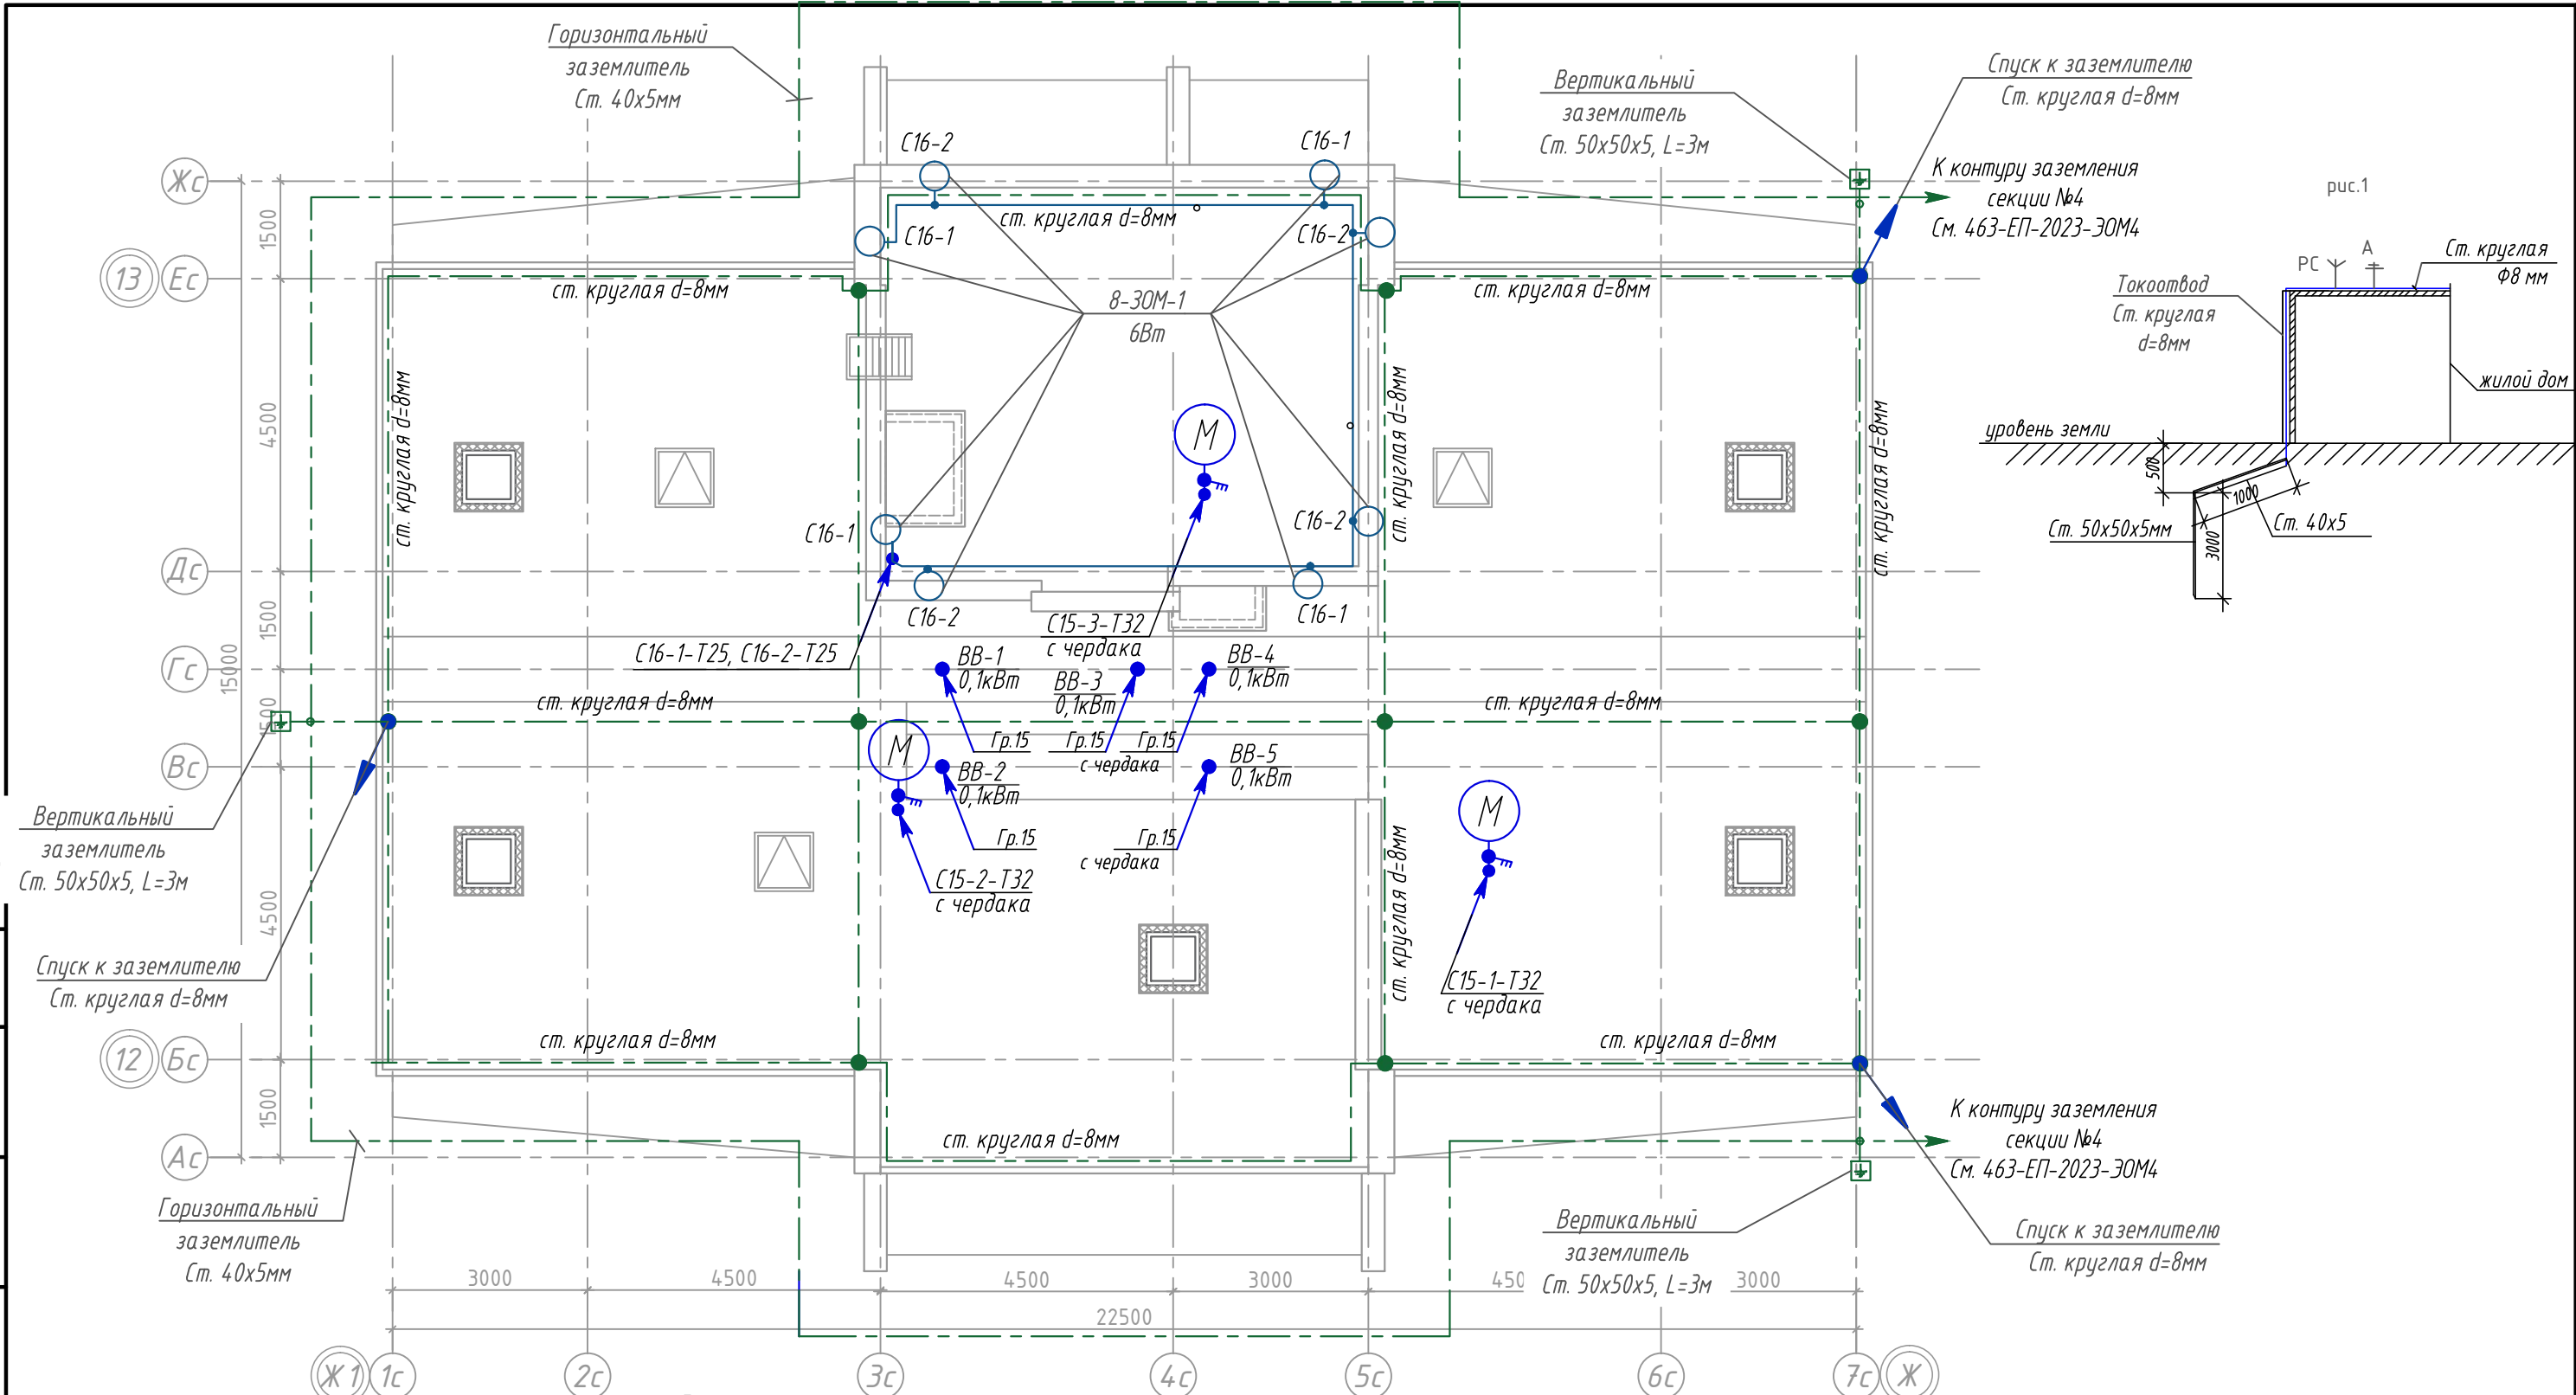 Горизонтальный
заземлитель
Ст. 40х5мм
Вертикальный
заземлитель
Ст. 50х50х5, L=3м
Спуск к заземлителю
Ст. круглая d=8мм
К контуру заземления
секции №4
См. 463-ЕП-2023-ЭОМ4
рис.1
РС
А
Ст. круглая
Ф8 мм
Токоотвод
Ст. круглая
d=8мм
жилой дом
уровень земли
500
1000
3000
Ст. 50х50х5мм
Ст. 40х5
Жс
13
Ес
Дс
Гс
Вс
12
Бс
Ас
1500
4500
1500
15000
4500
1500
С16-2
С16-1
С16-1
С16-2
ст. круглая d=8мм
ст. круглая d=8мм
ст. круглая d=8мм
8-ЗОМ-1
6Вт
М
ст. круглая d=8мм
ст. круглая d=8мм
ст. круглая d=8мм
С16-1
С16-2
С16-2
С16-1
С15-3-Т32
с чердака
С16-1-Т25, С16-2-Т25
ВВ-1
0,1кВт
ВВ-3
0,1кВт
ВВ-4
0,1кВт
ст. круглая d=8мм
ст. круглая d=8мм
Гр.15
Гр.15
Гр.15
с чердака
М
ВВ-2
0,1кВт
ВВ-5
0,1кВт
Гр.15
Гр.15
с чердака
С15-2-Т32
с чердака
М
С15-1-Т32
с чердака
ст. круглая d=8мм
Вертикальный
заземлитель
Ст. 50х50х5, L=3м
Спуск к заземлителю
Ст. круглая d=8мм
ст. круглая d=8мм
ст. круглая d=8мм
ст. круглая d=8мм
К контуру заземления
секции №4
См. 463-ЕП-2023-ЭОМ4
Горизонтальный
заземлитель
Ст. 40х5мм
Вертикальный
заземлитель
Ст. 50х50х5, L=3м
Спуск к заземлителю
Ст. круглая d=8мм
3000
4500
4500
3000
3000
22500
Ж1
1с
2с
3с
4с
5с
6с
7с
Ж